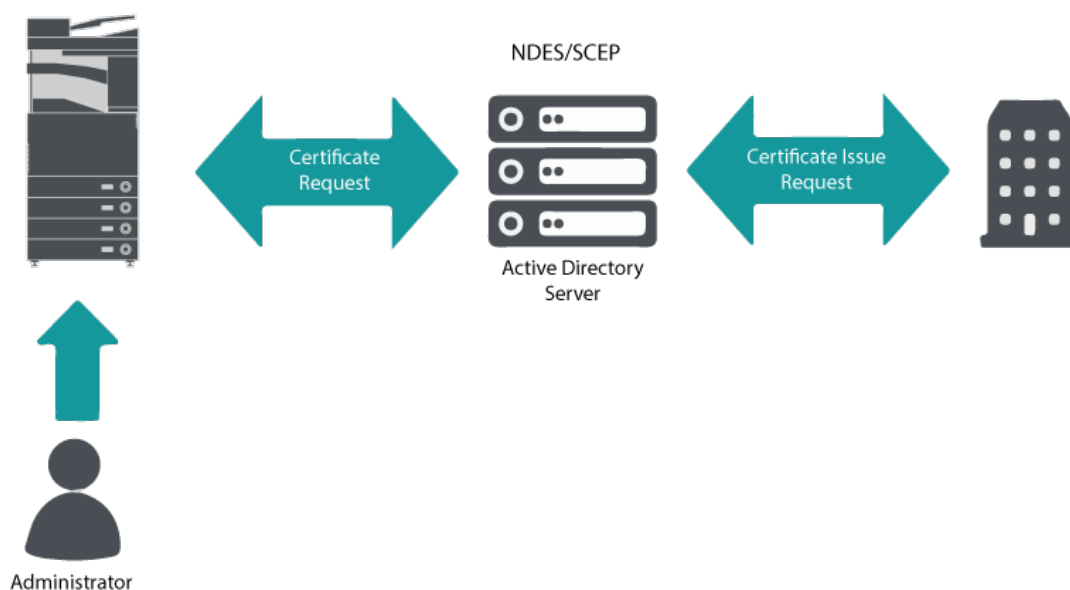 NDES/SCEP
Certificate
Request
Certificate Issue
Request
Active Directory
Server
Administrator